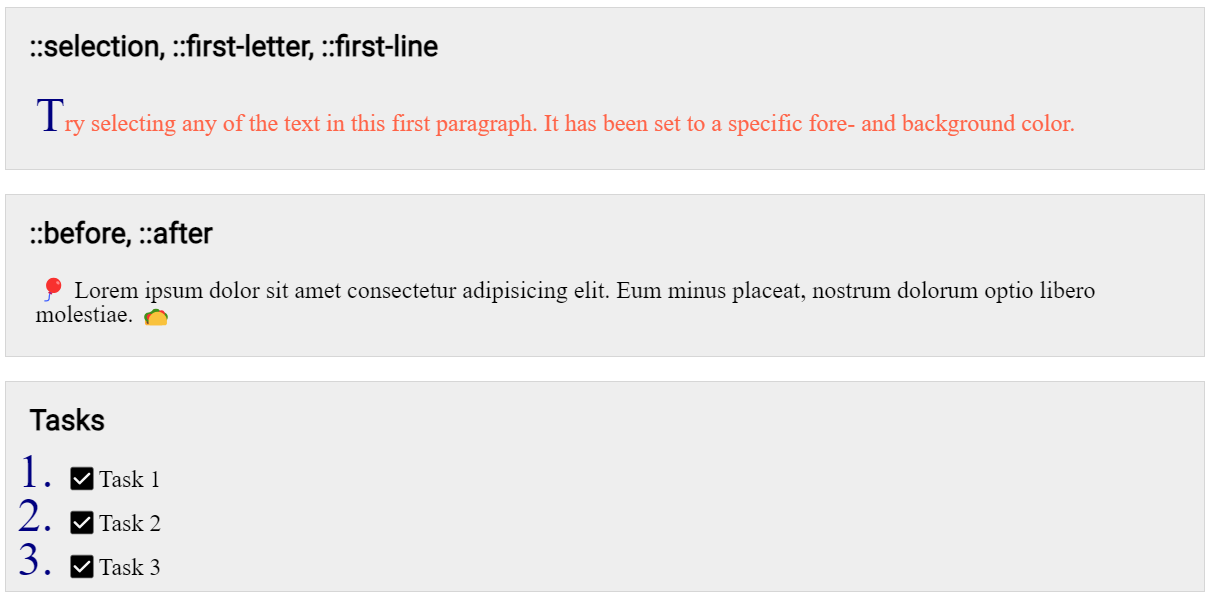 ::selection, ::first-letter, ::first-line
Try selecting any of the text in this first paragraph. It has been set to a specific fore- and background color.
::before, ::after
🎈 Lorem ipsum dolor sit amet consectetur adipisicing elit. Eum minus placeat, nostrum dolorum optio libero
molestiae. 🌮
Tasks
1. ☑ Task 1
2. ☑ Task 2
3. ☑ Task 3